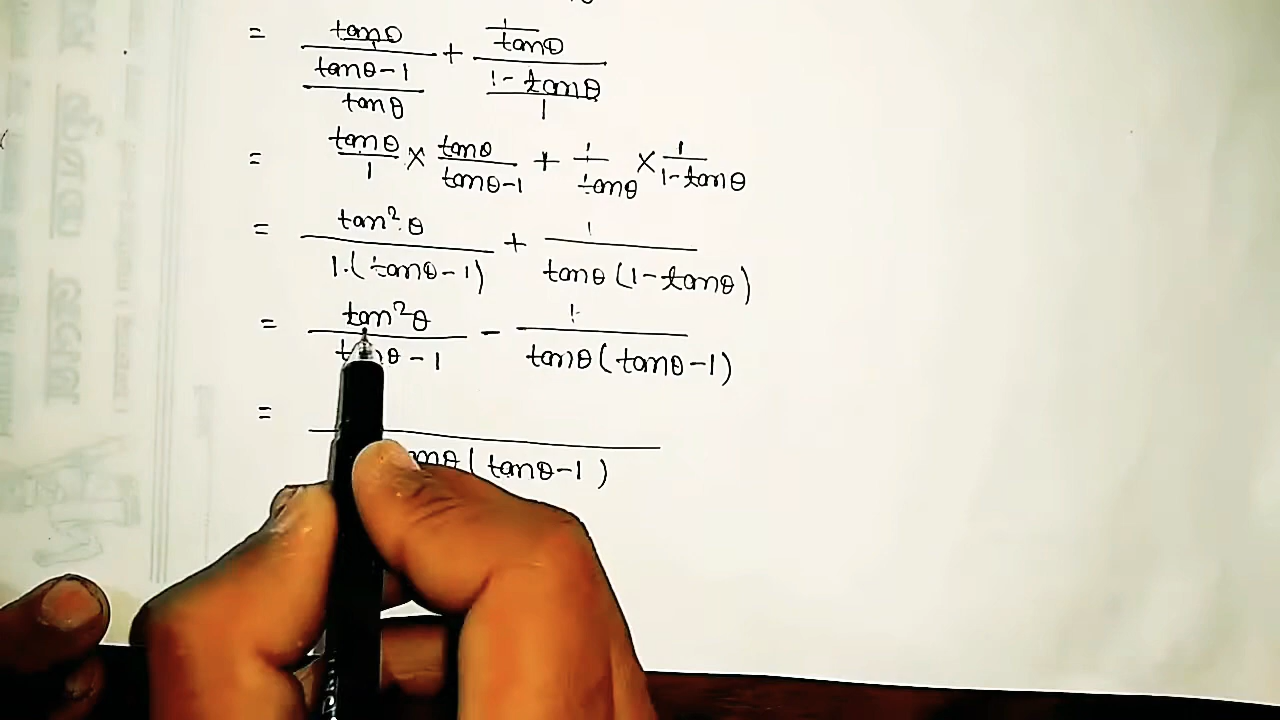 = tanθ/((tanθ-1)/tanθ) + (1/tanθ)/((1-tanθ)/1)
= tanθ/1 × tanθ/(tanθ-1) + 1/tanθ × 1/(1-tanθ)
= tan²θ/(1.(tanθ-1)) + 1/(tanθ(1-tanθ))
= tan²θ/(tanθ-1) - 1/(tanθ(tanθ-1))
= /(tanθ(tanθ-1))